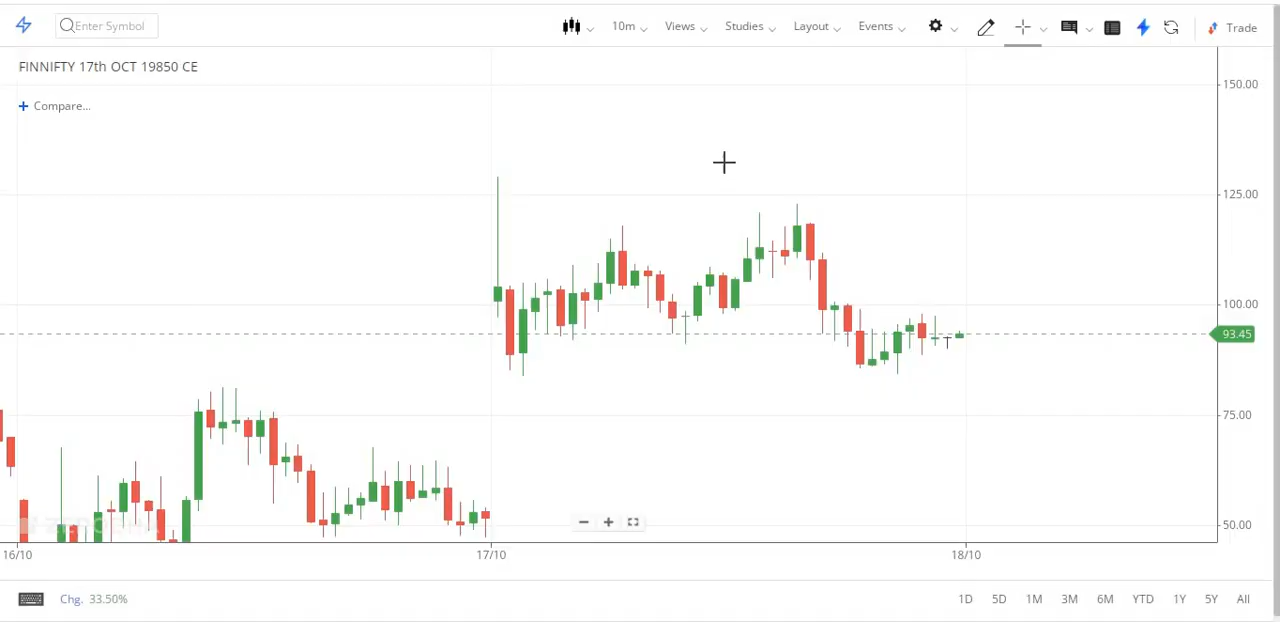 Enter Symbol
10m
Views
Studies
Layout
Events
Trade
FINNIFTY 17th OCT 19850 CE
+ Compare...
150.00
125.00
100.00
93.45
75.00
50.00
16/10
17/10
18/10
Chg. 33.50%
1D 5D 1M 3M 6M YTD 1Y 5Y All